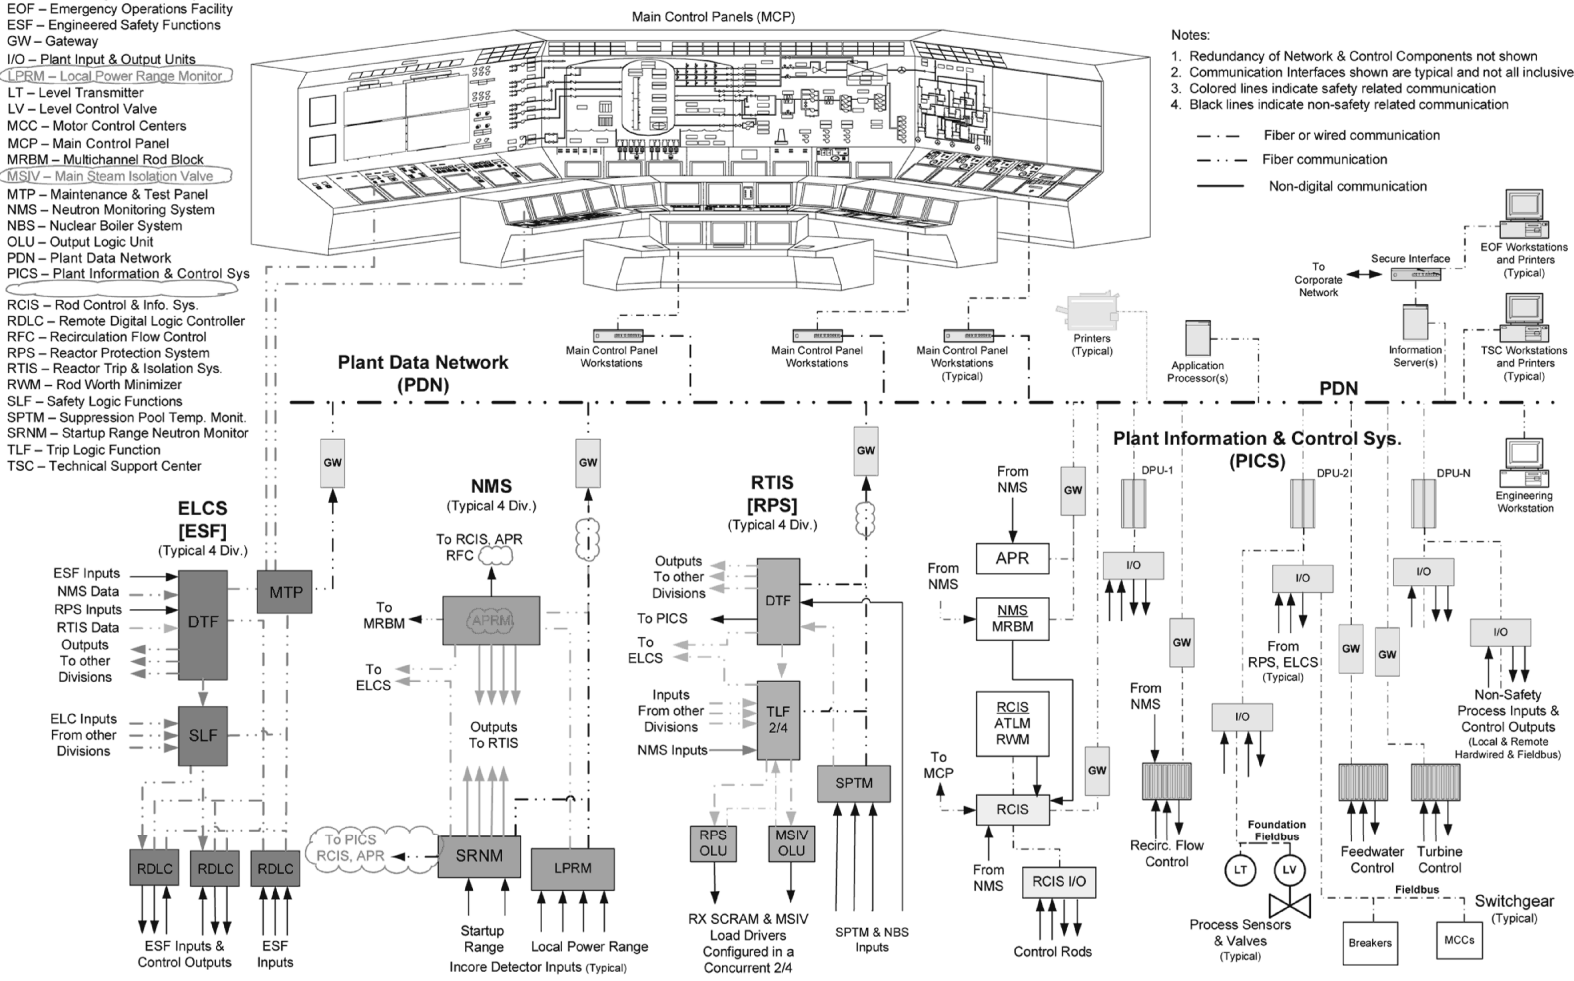 EOF – Emergency Operations Facility
ESF – Engineered Safety Functions
GW – Gateway
I/O – Plant Input & Output Units
LPRM – Local Power Range Monitor
LT – Level Transmitter
LV – Level Control Valve
MCC – Motor Control Centers
MCP – Main Control Panel
MRBM – Multichannel Rod Block
MSIV – Main Steam Isolation Valve
MTP – Maintenance & Test Panel
NMS – Neutron Monitoring System
NBS – Nuclear Boiler System
OLU – Output Logic Unit
PDN – Plant Data Network
PICS – Plant Information & Control Sys
RCIS – Rod Control & Info. Sys.
RDLC – Remote Digital Logic Controller
RFC – Recirculation Flow Control
RPS – Reactor Protection System
RTIS – Reactor Trip & Isolation Sys.
RWM – Rod Worth Minimizer
SLF – Safety Logic Functions
SPTM – Suppression Pool Temp. Monit.
SRNM – Startup Range Neutron Monitor
TLF – Trip Logic Function
TSC – Technical Support Center
Main Control Panels (MCP)
Notes:
1. Redundancy of Network & Control Components not shown
2. Communication Interfaces shown are typical and not all inclusive
3. Colored lines indicate safety related communication
4. Black lines indicate non-safety related communication
Fiber or wired communication
Fiber communication
Non-digital communication
EOF Workstations
and Printers
(Typical)
Secure Interface
To
Corporate
Network
Information
Server(s)
TSC Workstations
and Printers
(Typical)
Main Control Panel
Workstations
Main Control Panel
Workstations
Main Control Panel
Workstations
(Typical)
Printers
(Typical)
Application
Processor(s)
Plant Data Network
(PDN)
PDN
Engineering
Workstation
Plant Information & Control Sys.
(PICS)
ELCS
[ESF]
(Typical 4 Div.)
GW
ESF Inputs
NMS Data
RPS Inputs
RTIS Data
Outputs
To other
Divisions
DTF
MTP
ELC Inputs
From other
Divisions
SLF
RDLC
RDLC
RDLC
ESF Inputs &
Control Outputs
ESF
Inputs
NMS
(Typical 4 Div.)
GW
To RCIS, APR
RFC
To
MRBM
APRM
To
ELCS
Outputs
To RTIS
To PICS
RCIS, APR
SRNM
LPRM
Startup
Range
Local Power Range
Incore Detector Inputs (Typical)
RTIS
[RPS]
(Typical 4 Div.)
GW
Outputs
To other
Divisions
DTF
To PICS
To
ELCS
Inputs
From other
Divisions
NMS Inputs
TLF
2/4
SPTM
RPS
OLU
MSIV
OLU
RX SCRAM & MSIV
Load Drivers
Configured in a
Concurrent 2/4
SPTM & NBS
Inputs
From
NMS
GW
APR
From
NMS
NMS
MRBM
RCIS
ATLM
RWM
To
MCP
GW
RCIS
From
NMS
RCIS I/O
Control Rods
DPU-1
I/O
GW
From
NMS
Recirc. Flow
Control
DPU-2
I/O
From
RPS, ELCS
(Typical)
I/O
Foundation
Fieldbus
LT
LV
Process Sensors
& Valves
(Typical)
GW
GW
Feedwater
Control
Turbine
Control
DPU-N
I/O
I/O
Non-Safety
Process Inputs &
Control Outputs
(Local & Remote
Hardwired & Fieldbus)
Fieldbus
Switchgear
(Typical)
Breakers
MCCs